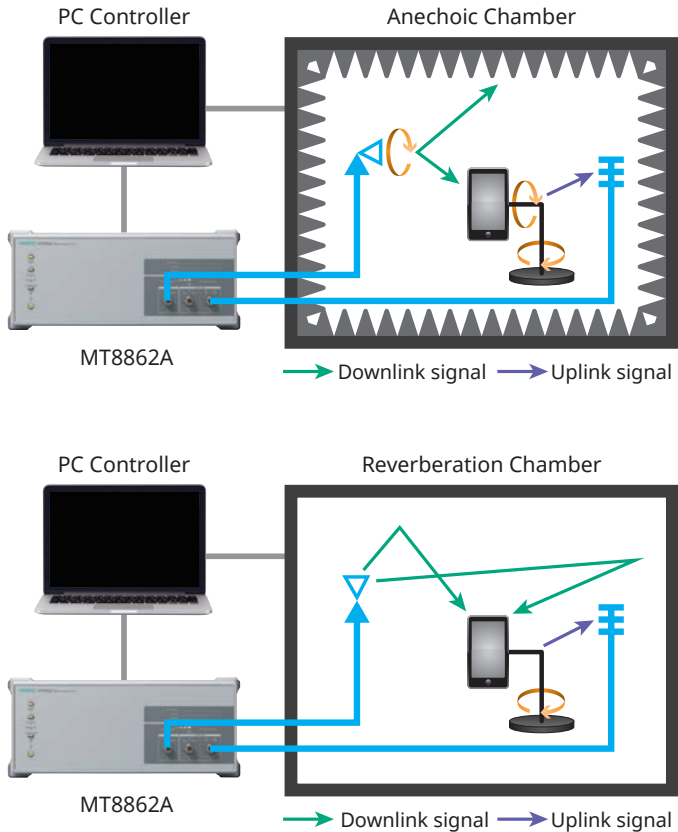 PC Controller
Anechoic Chamber
MT8862A
Downlink signal
Uplink signal
PC Controller
Reverberation Chamber
MT8862A
Downlink signal
Uplink signal